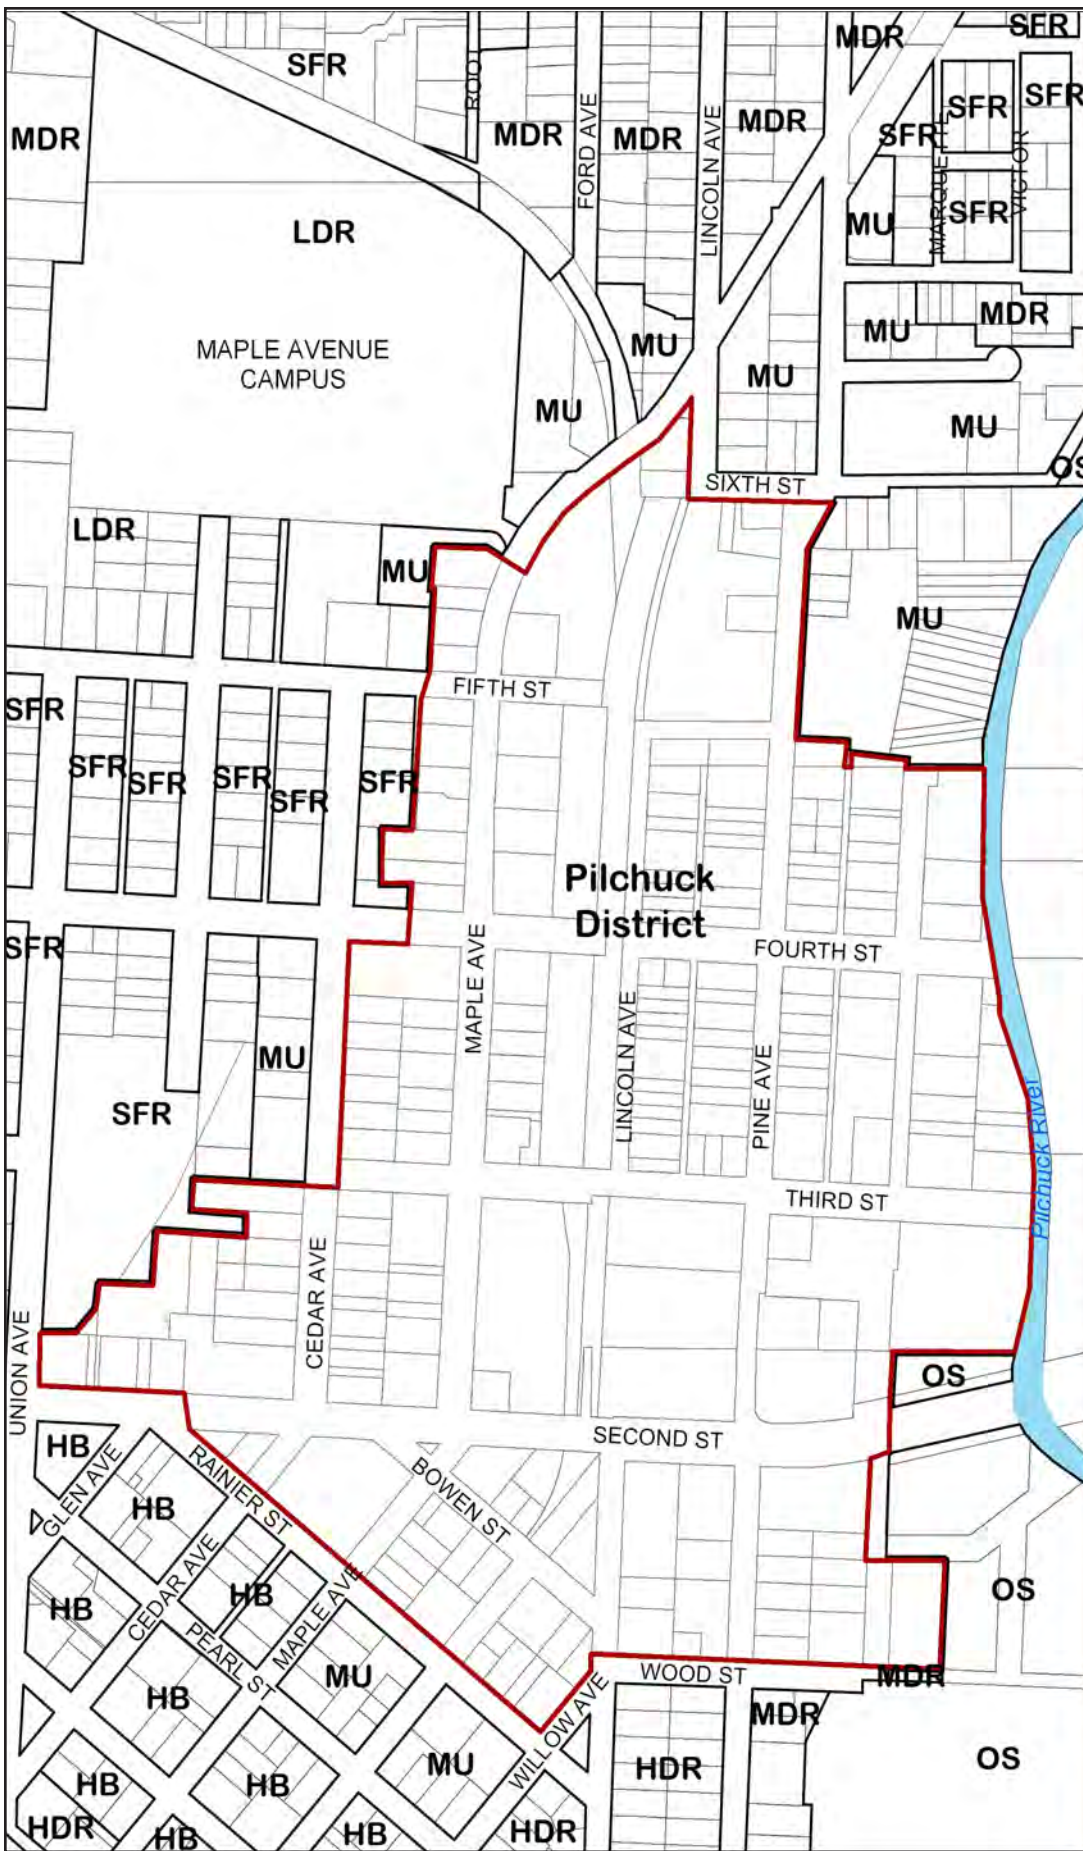 SFR
MDR
SFR
ROOT
MDR
MDR
MDR
MDR
SFR
SFR
SFR
FORD AVE
LINCOLN AVE
MARQUETTE
VICTOR
SFR
MU
LDR
MAPLE AVENUE
CAMPUS
MU
MU
MU
MDR
MU
MU
MU
OS
SIXTH ST
LDR
MU
MU
FIFTH ST
SFR
SFR
SFR
SFR
SFR
SFR
Pilchuck
District
SFR
MAPLE AVE
FOURTH ST
LINCOLN AVE
PINE AVE
MU
SFR
Pilchuck River
THIRD ST
CEDAR AVE
UNION AVE
OS
SECOND ST
HB
GLEN AVE
RAINIER ST
BOWEN ST
HB
CEDAR AVE
HB
MAPLE AVE
HB
PEARL ST
OS
MU
WOOD ST
MDR
HB
MDR
WILLOW AVE
MU
HDR
OS
HB
HB
HDR
HB
HB
HDR